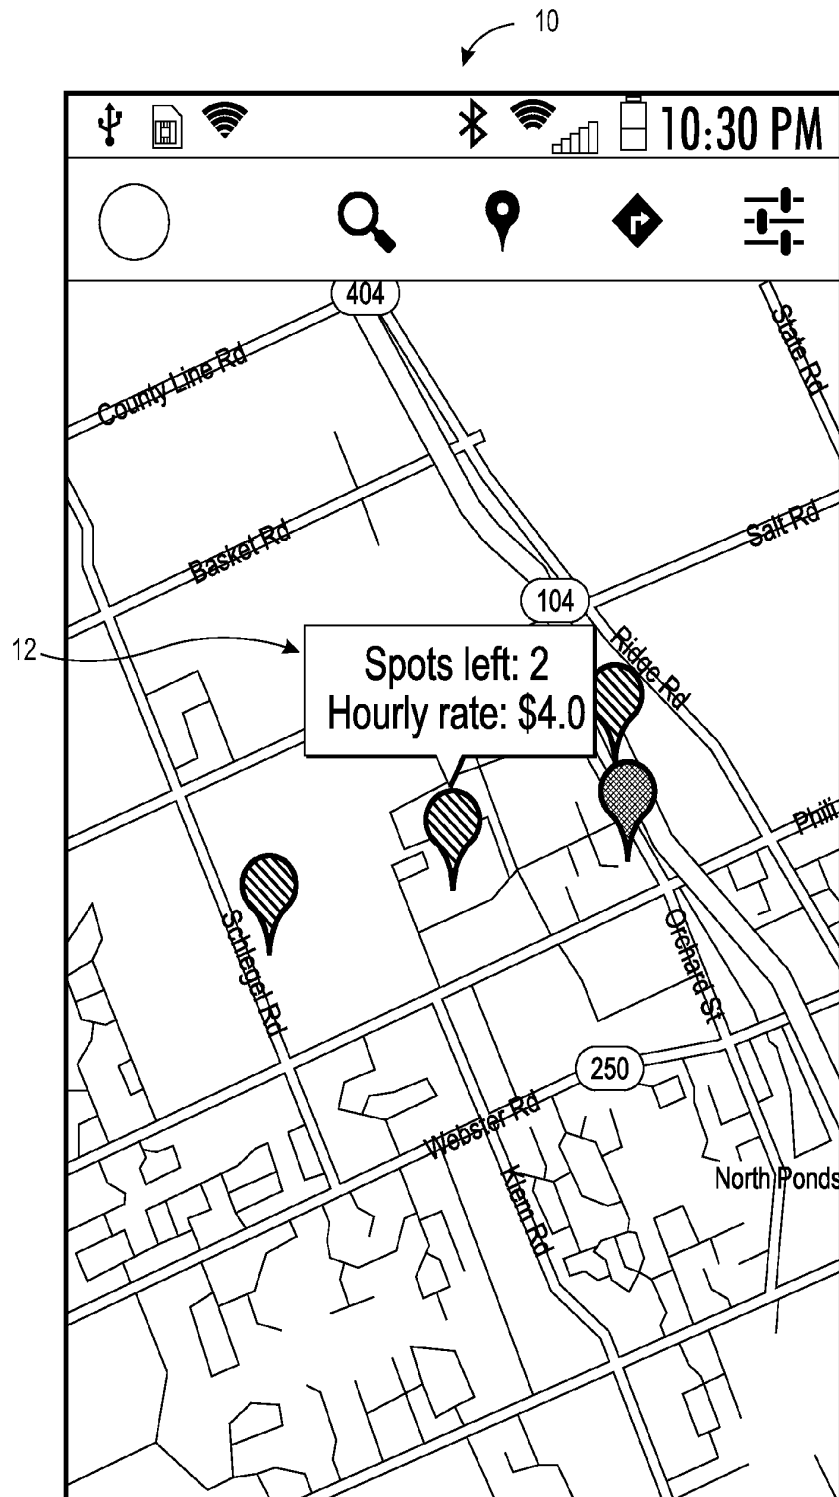 10
10:30 PM
404
State Rd
County Line Rd
Basket Rd
Salt Rd
104
12
Spots left: 2
Hourly rate: $4.0
Ridge Rd
Schlegel Rd
Orchard St
250
Webster Rd
Klem Rd
North Ponds